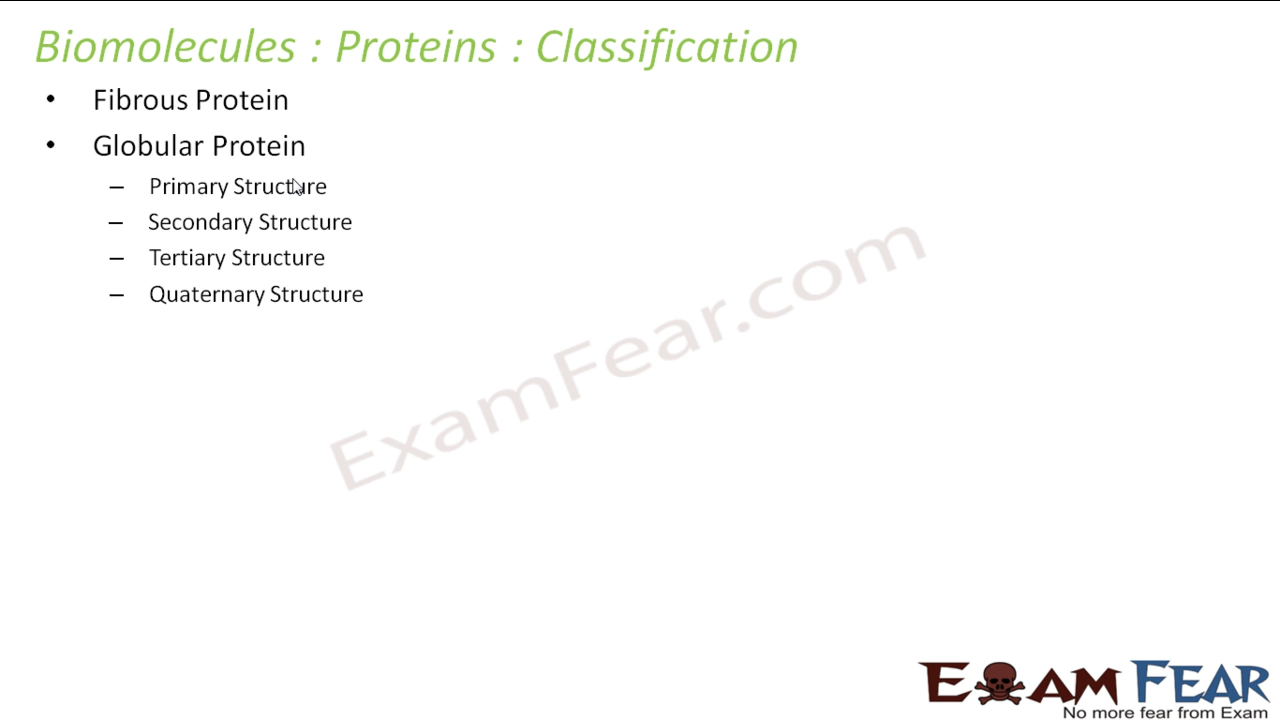 Biomolecules : Proteins : Classification
• Fibrous Protein
• Globular Protein
– Primary Structure
– Secondary Structure
– Tertiary Structure
– Quaternary Structure
ExamFear.com
EXAM FEAR
No more fear from Exam